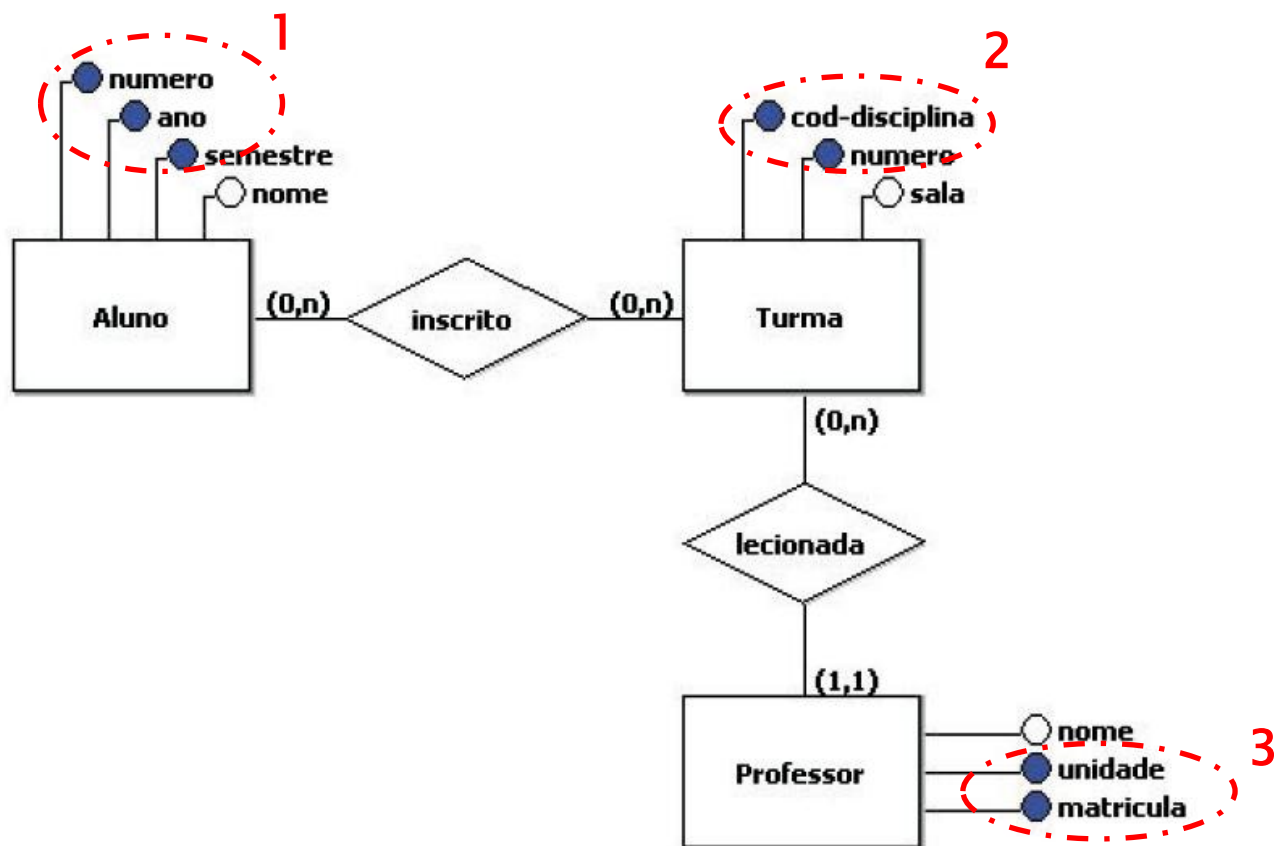 1
numero
ano
semestre
nome
2
cod-disciplina
numero
sala
Aluno
(0,n)
inscrito
(0,n)
Turma
(0,n)
lecionada
(1,1)
Professor
nome
unidade
matricula
3